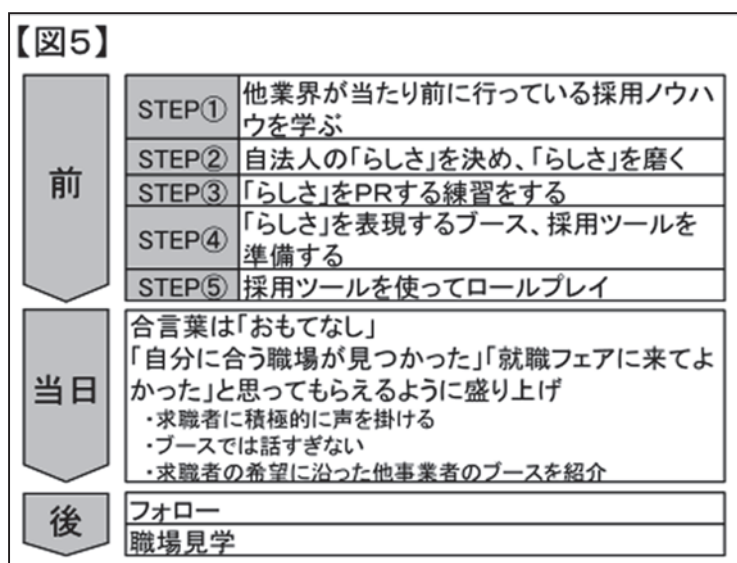 【図5】
前
STEP① 他業界が当たり前に行っている採用ノウハ
ウを学ぶ
STEP② 自法人の「らしさ」を決め、「らしさ」を磨く
STEP③ 「らしさ」をPRする練習をする
STEP④ 「らしさ」を表現するブース、採用ツールを
準備する
STEP⑤ 採用ツールを使ってロールプレイ
当日
合言葉は「おもてなし」
「自分に合う職場が見つかった」「就職フェアに来てよ
かった」と思ってもらえるように盛り上げ
・求職者に積極的に声を掛ける
・ブースでは話すぎない
・求職者の希望に沿った他事業者のブースを紹介
後
フォロー
職場見学